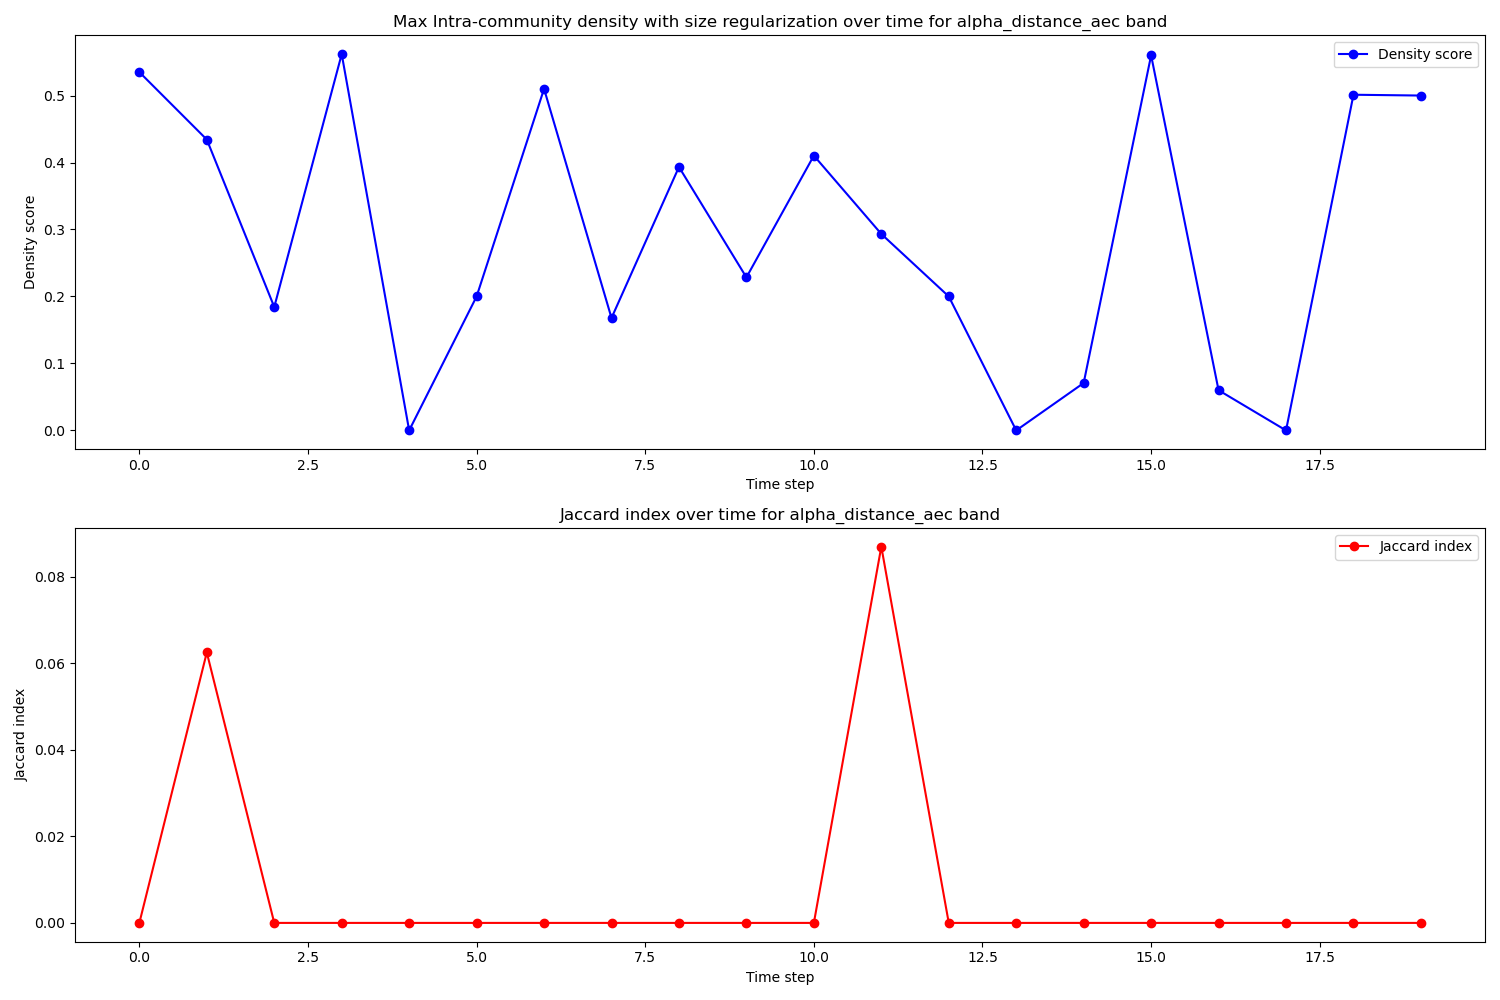 Max Intra-community density with size regularization over time for alpha_distance_aec band
Density score
Density score
0.5
0.4
0.3
0.2
0.1
0.0
0.0 2.5 5.0 7.5 10.0 12.5 15.0 17.5
Time step
Jaccard index over time for alpha_distance_aec band
Jaccard index
Jaccard index
0.08
0.06
0.04
0.02
0.00
0.0 2.5 5.0 7.5 10.0 12.5 15.0 17.5
Time step